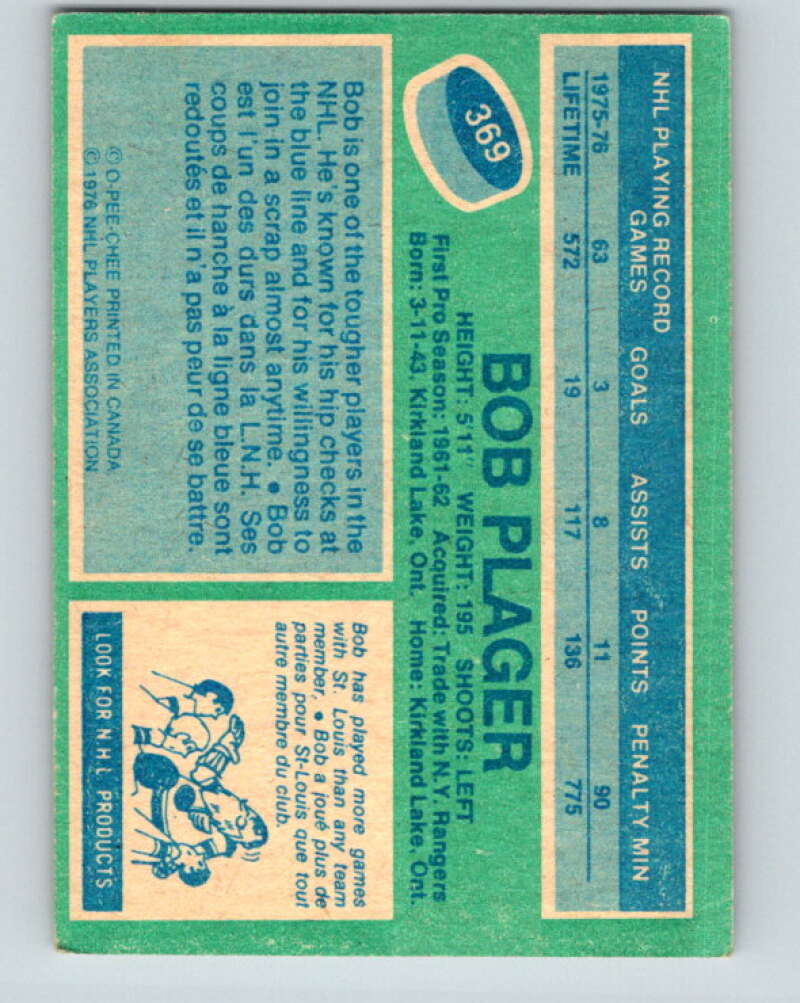 NHL PLAYING RECORD
GAMES GOALS ASSISTS POINTS PENALTY MIN
1975-76 63 3 8 11 90
LIFETIME 572 19 117 136 775
369
BOB PLAGER
HEIGHT: 5'11" WEIGHT: 195 SHOOTS: LEFT
First Pro Season: 1961-62 Acquired: Trade with N.Y. Rangers
Born: 3-11-43, Kirkland Lake, Ont. Home: Kirkland Lake, Ont.
Bob is one of the tougher players in the
NHL. He's known for his hip checks at
the blue line and for his willingness to
join in a scrap almost anytime. • Bob
est l'un des durs dans la L.N.H. Ses
coups de hanche à la ligne bleue sont
redoutés et il n'a pas peur de se battre.
© O-PEE-CHEE PRINTED IN CANADA
© 1976 NHL PLAYERS ASSOCIATION
Bob has played more games
with St. Louis than any team
member. • Bob a joué plus de
parties pour St-Louis que tout
autre membre du club.
LOOK FOR N.H.L. PRODUCTS